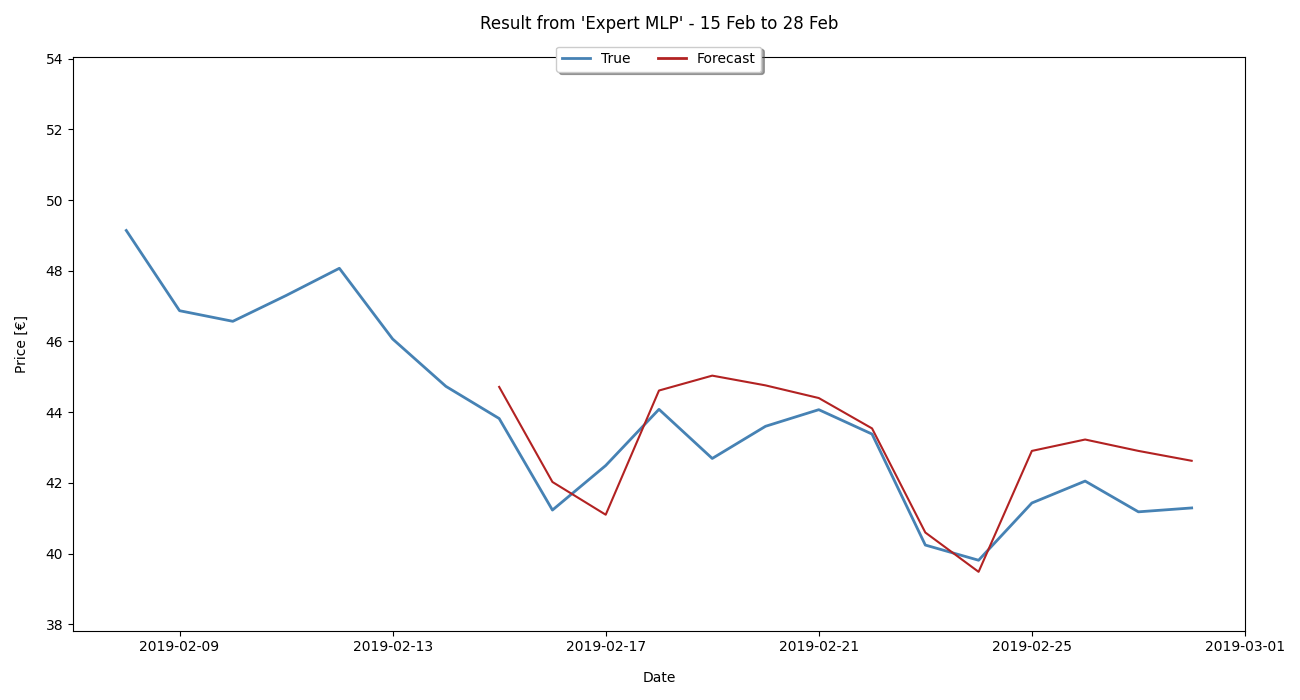 Result from 'Expert MLP' - 15 Feb to 28 Feb
True Forecast
54
52
50
48
46
44
42
40
38
Price [€]
2019-02-09 2019-02-13 2019-02-17 2019-02-21 2019-02-25 2019-03-01
Date